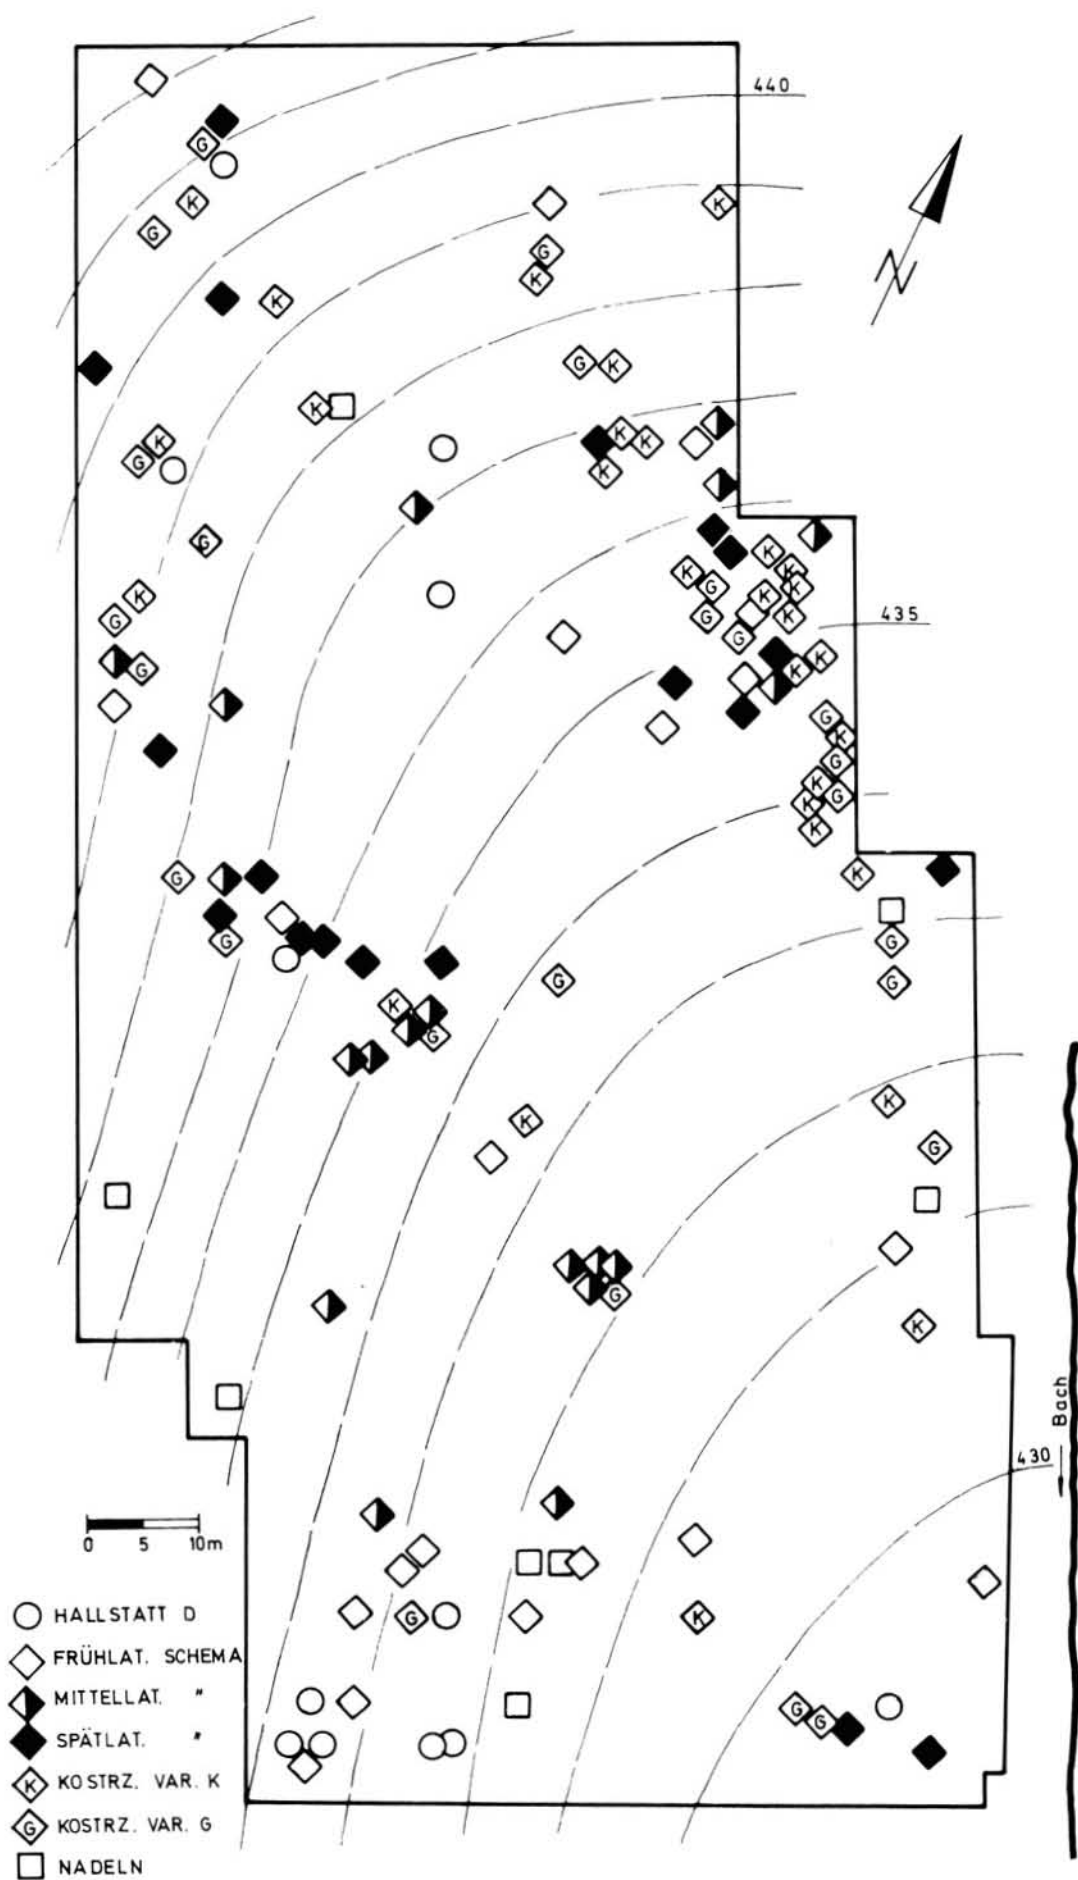 440
435
Bach
430
0 5 10m
HALLSTATT D
FRÜHLAT. SCHEMA
MITTELLAT. "
SPÄTLAT. "
K KOSTRZ. VAR. K
G KOSTRZ. VAR. G
NADELN